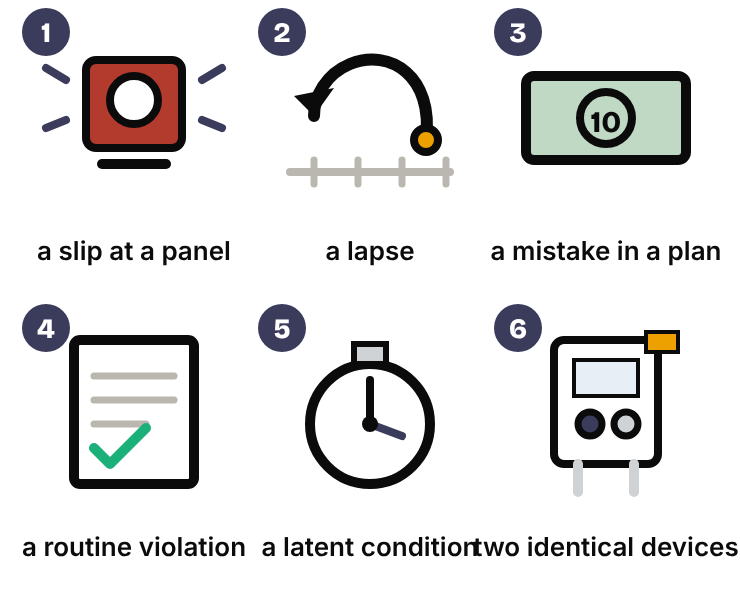 1
2
3
10
a slip at a panel
a lapse
a mistake in a plan
4
5
6
a routine violation
a latent condition
two identical devices